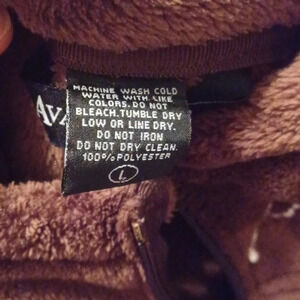 AVA
MACHINE WASH COLD
WATER WITH LIKE
COLORS. DO NOT
BLEACH. TUMBLE DRY
LOW OR LINE DRY.
DO NOT IRON
DO NOT DRY CLEAN.
100% POLYESTER
L